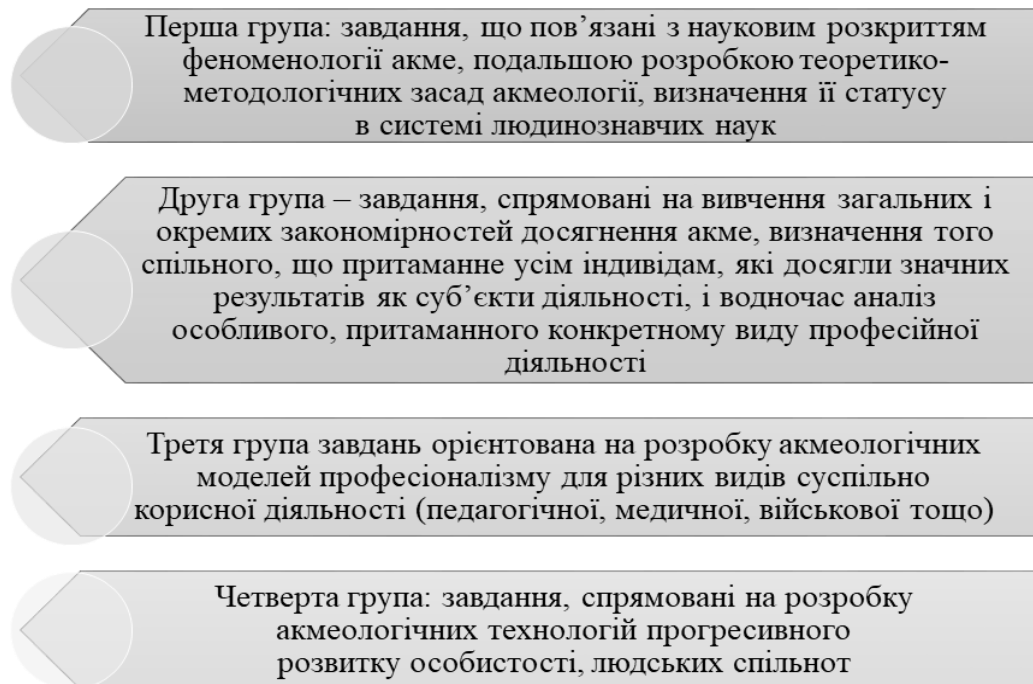 Перша група: завдання, що пов’язані з науковим розкриттям
феноменології акме, подальшою розробкою теоретико-
методологічних засад акмеології, визначення її статусу
в системі людинознавчих наук
Друга група – завдання, спрямовані на вивчення загальних і
окремих закономірностей досягнення акме, визначення того
спільного, що притаманне усім індивідам, які досягли значних
результатів як суб’єкти діяльності, і водночас аналіз
особливого, притаманного конкретному виду професійної
діяльності
Третя група завдань орієнтована на розробку акмеологічних
моделей професіоналізму для різних видів суспільно
корисної діяльності (педагогічної, медичної, військової тощо)
Четверта група: завдання, спрямовані на розробку
акмеологічних технологій прогресивного
розвитку особистості, людських спільнот